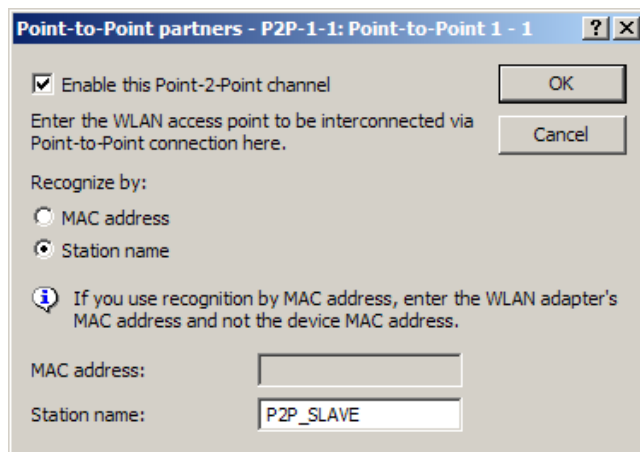 Point-to-Point partners - P2P-1-1: Point-to-Point 1 - 1
Enable this Point-2-Point channel
OK
Enter the WLAN access point to be interconnected via
Point-to-Point connection here.
Cancel
Recognize by:
MAC address
Station name
If you use recognition by MAC address, enter the WLAN adapter's
MAC address and not the device MAC address.
MAC address:
Station name:
P2P_SLAVE